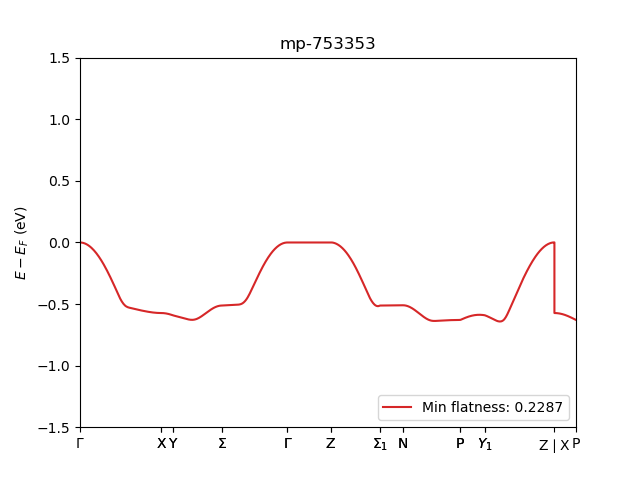 mp-753353
E − E_F (eV)
1.5
1.0
0.5
0.0
−0.5
−1.0
−1.5
Min flatness: 0.2287
Γ X Y Σ Γ Z Σ₁ N P Y₁ Z | X P